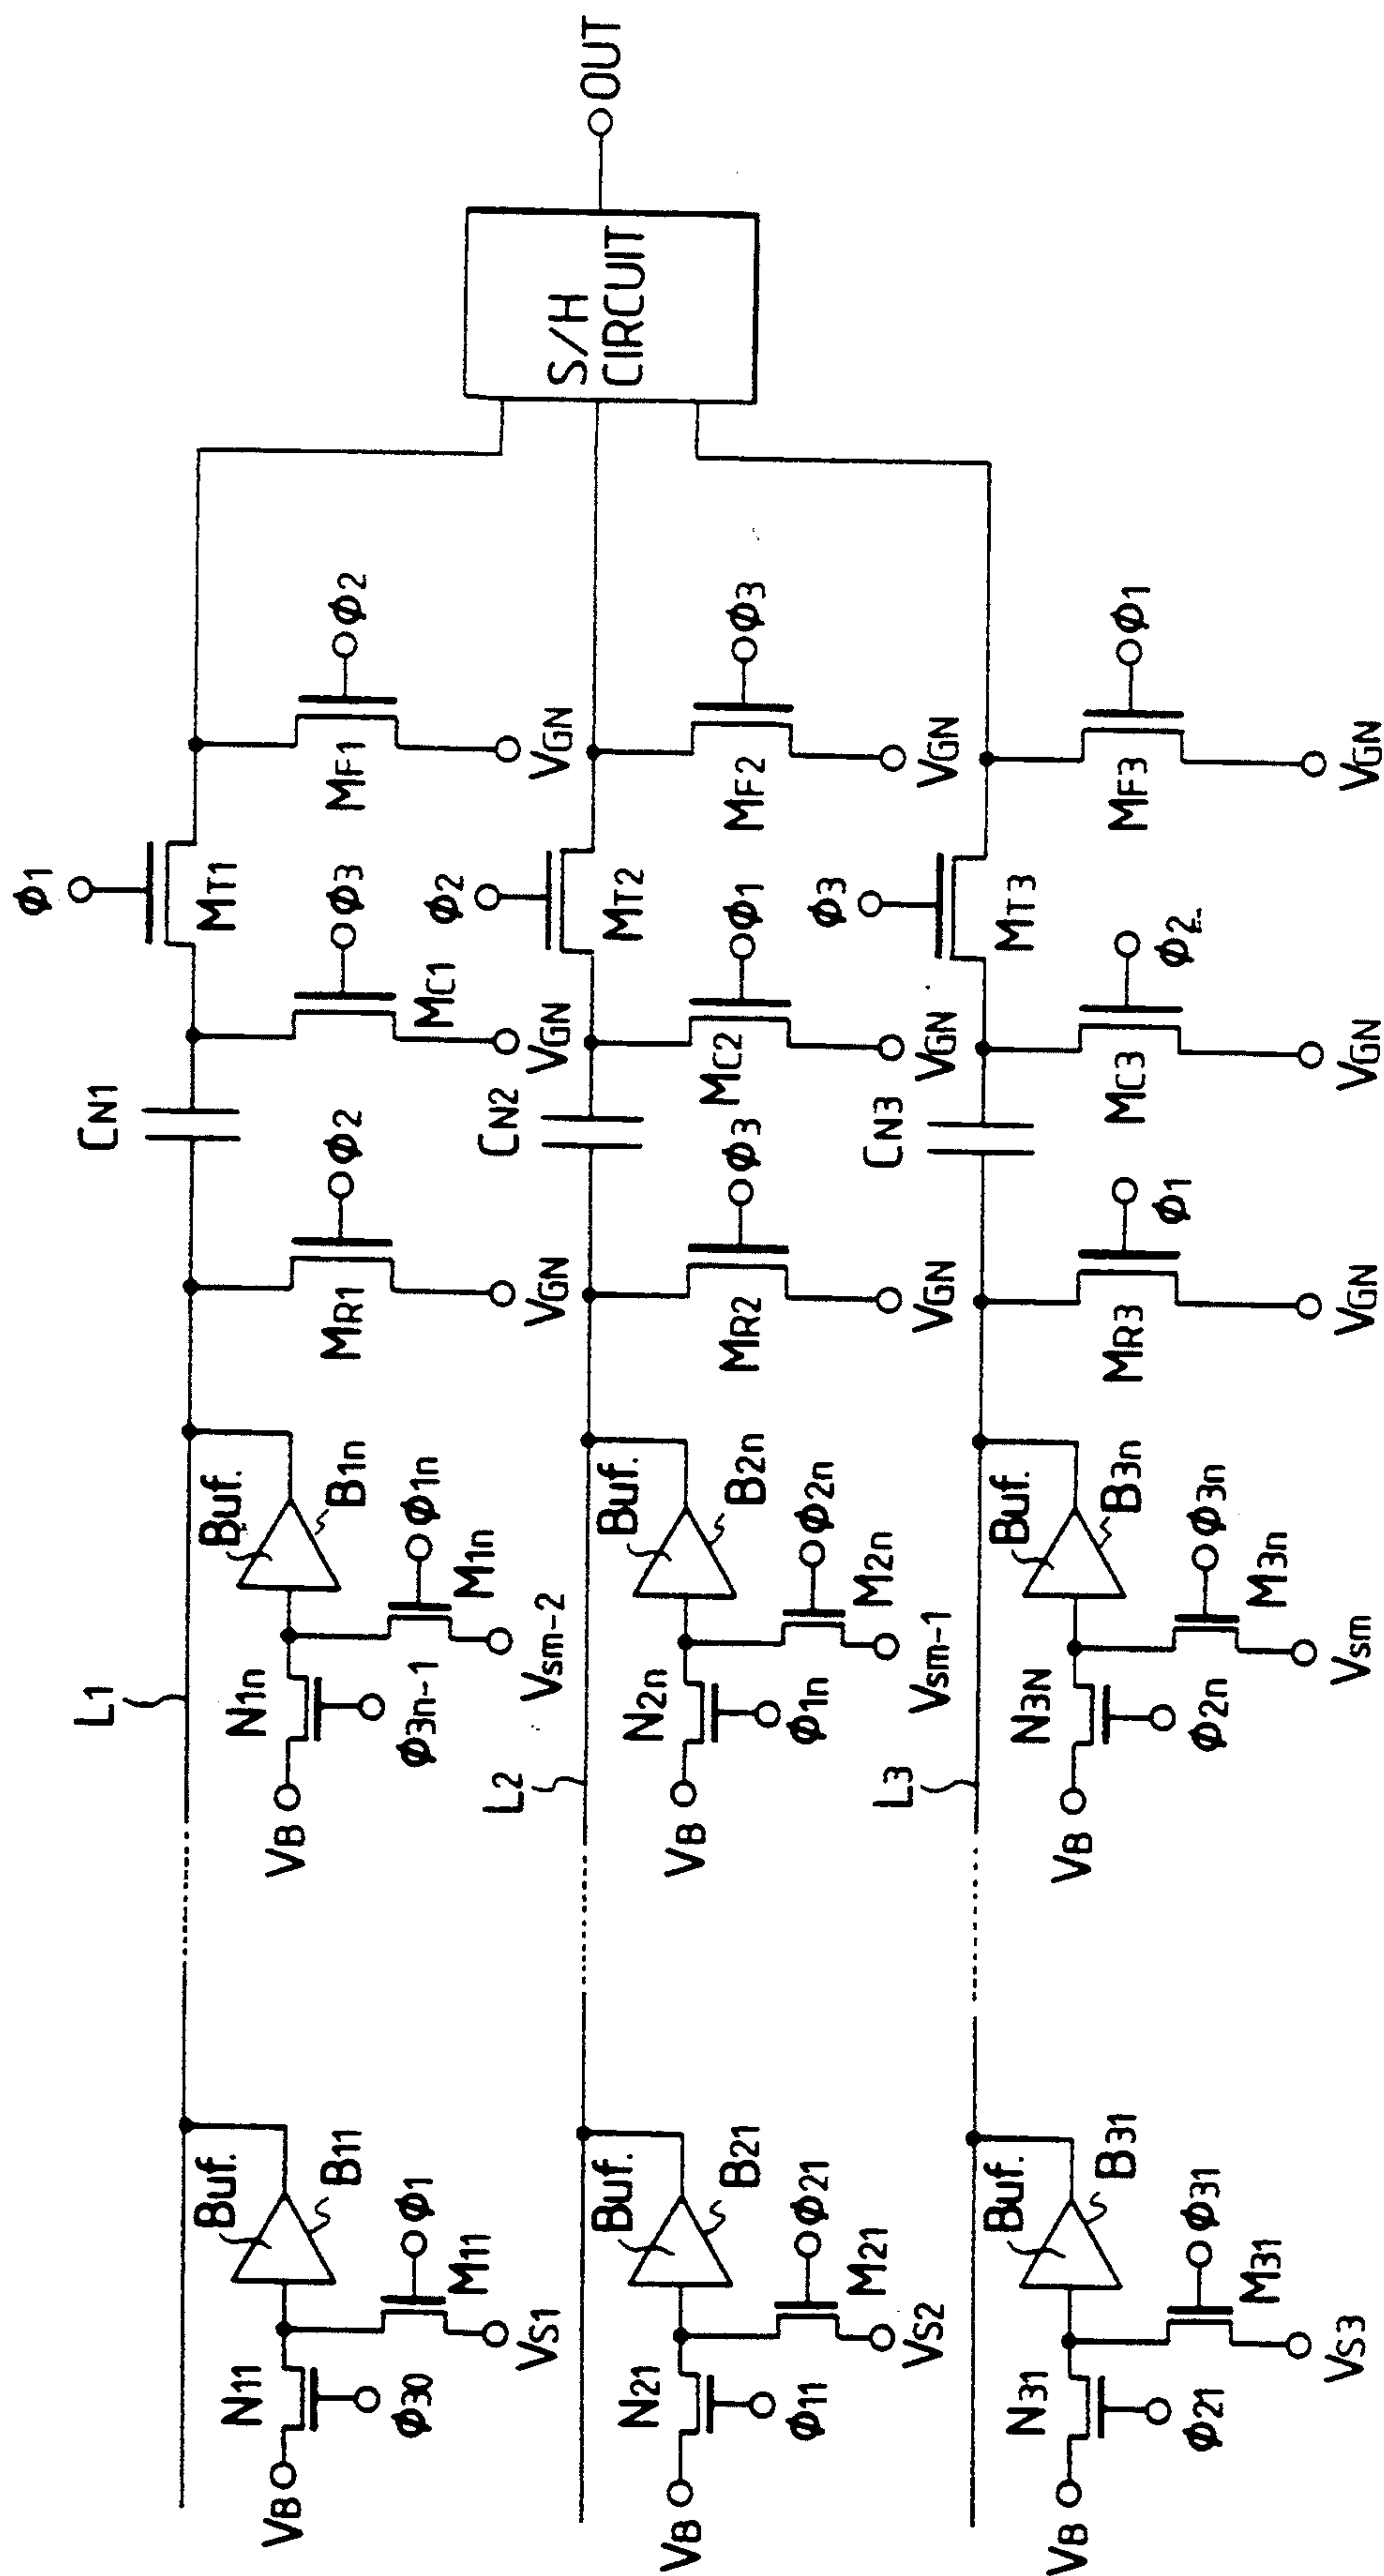 Φ1
L1
CN1
MT1
VB
N11
Φ30
Buf.
B11
Φ1
M11
VS1
VB
N1n
Φ3n-1
Buf.
B1n
Φ1n
M1n
Vsm-2
MR1
Φ2
VGN
MC1
Φ3
VGN
MF1
Φ2
VGN
S/H
CIRCUIT
OUT
Φ2
L2
CN2
MT2
VB
N21
Φ11
Buf.
B21
Φ21
M21
VS2
VB
N2n
Φ1n
Buf.
B2n
Φ2n
M2n
Vsm-1
MR2
Φ3
VGN
MC2
Φ1
VGN
MF2
Φ3
VGN
Φ3
L3
CN3
MT3
VB
N31
Φ21
Buf.
B31
Φ31
M31
VS3
VB
N3N
Φ2n
Buf.
B3n
Φ3n
M3n
Vsm
MR3
Φ1
VGN
MC3
Φ2
VGN
MF3
Φ1
VGN